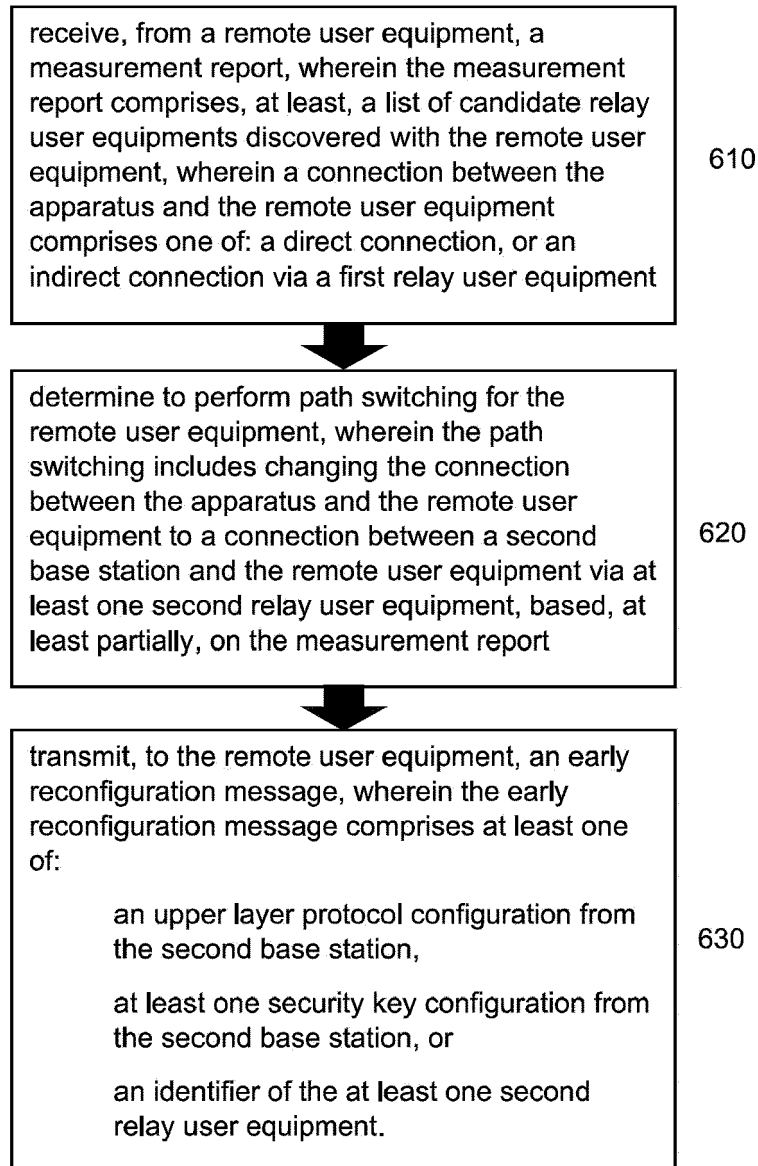 receive, from a remote user equipment, a
measurement report, wherein the measurement
report comprises, at least, a list of candidate relay
user equipments discovered with the remote user
equipment, wherein a connection between the
apparatus and the remote user equipment
comprises one of: a direct connection, or an
indirect connection via a first relay user equipment
610
determine to perform path switching for the
remote user equipment, wherein the path
switching includes changing the connection
between the apparatus and the remote user
equipment to a connection between a second
base station and the remote user equipment via at
least one second relay user equipment, based, at
least partially, on the measurement report
620
transmit, to the remote user equipment, an early
reconfiguration message, wherein the early
reconfiguration message comprises at least one
of:
an upper layer protocol configuration from
the second base station,
at least one security key configuration from
the second base station, or
an identifier of the at least one second
relay user equipment.
630